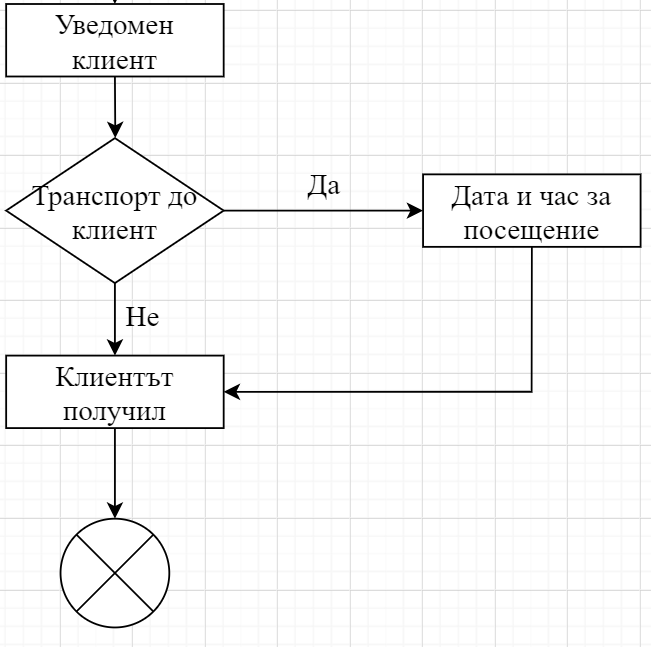 Уведомен
клиент
Транспорт до
клиент
Да
Дата и час за
посещение
Не
Клиентът
получил